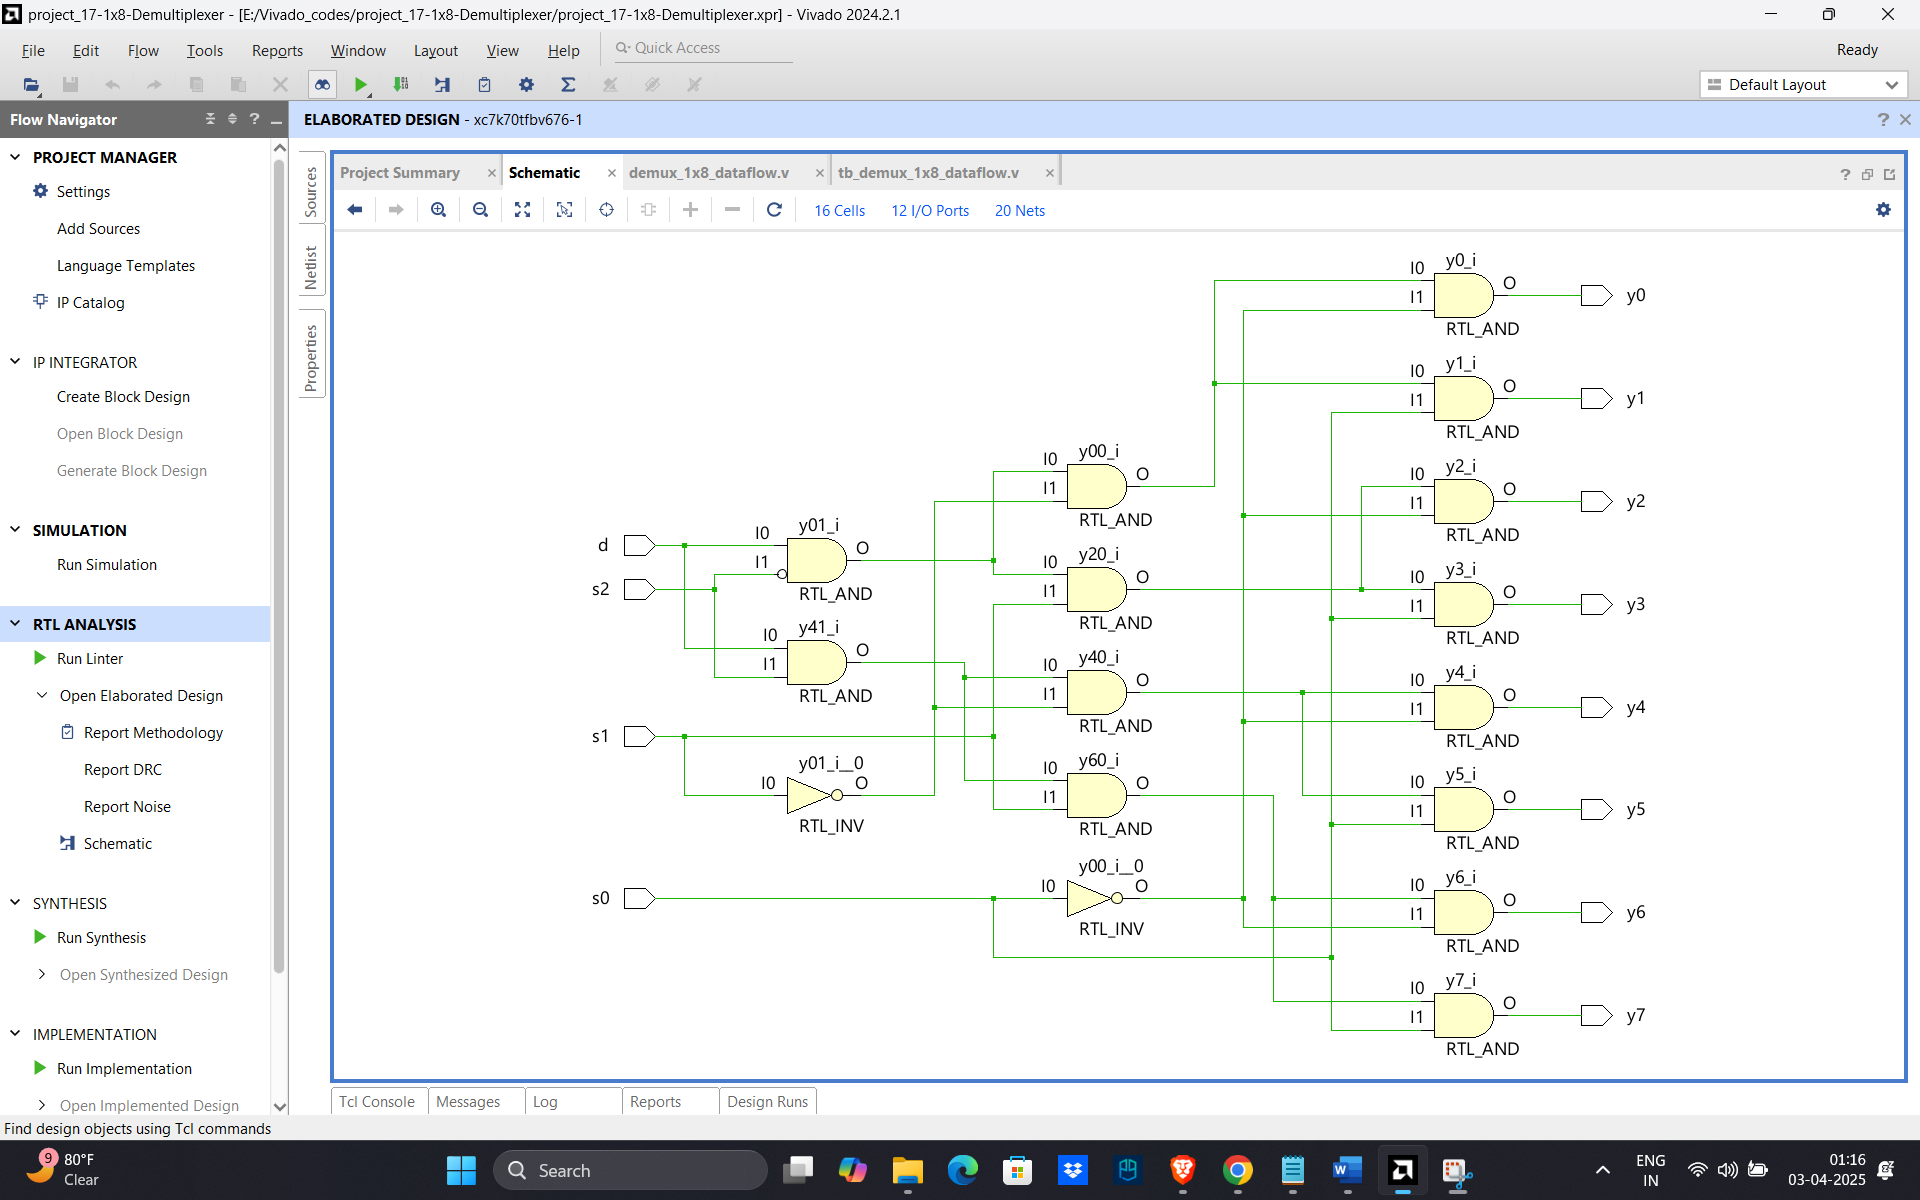 project_17-1x8-Demultiplexer - [E:/Vivado_codes/project_17-1x8-Demultiplexer/project_17-1x8-Demultiplexer.xpr] - Vivado 2024.2.1
File Edit Flow Tools Reports Window Layout View Help Quick Access
Ready
Default Layout
Flow Navigator
ELABORATED DESIGN - xc7k70tfbv676-1
PROJECT MANAGER
Settings
Add Sources
Language Templates
IP Catalog
IP INTEGRATOR
Create Block Design
Open Block Design
Generate Block Design
SIMULATION
Run Simulation
RTL ANALYSIS
Run Linter
Open Elaborated Design
Report Methodology
Report DRC
Report Noise
Schematic
SYNTHESIS
Run Synthesis
Open Synthesized Design
IMPLEMENTATION
Run Implementation
Open Implemented Design
Sources
Netlist
Properties
Project Summary
Schematic
demux_1x8_dataflow.v
tb_demux_1x8_dataflow.v
16 Cells 12 I/O Ports 20 Nets
d
s2
s1
s0
y01_i
I0
I1
O
RTL_AND
y41_i
I0
I1
O
RTL_AND
y01_i__0
I0
O
RTL_INV
y00_i
I0
I1
O
RTL_AND
y20_i
I0
I1
O
RTL_AND
y40_i
I0
I1
O
RTL_AND
y60_i
I0
I1
O
RTL_AND
y00_i__0
I0
O
RTL_INV
y0_i
I0
I1
O
RTL_AND
y0
y1_i
I0
I1
O
RTL_AND
y1
y2_i
I0
I1
O
RTL_AND
y2
y3_i
I0
I1
O
RTL_AND
y3
y4_i
I0
I1
O
RTL_AND
y4
y5_i
I0
I1
O
RTL_AND
y5
y6_i
I0
I1
O
RTL_AND
y6
y7_i
I0
I1
O
RTL_AND
y7
Tcl Console
Messages
Log
Reports
Design Runs
Find design objects using Tcl commands
9
80°F
Clear
Search
ENG
IN
01:16
03-04-2025